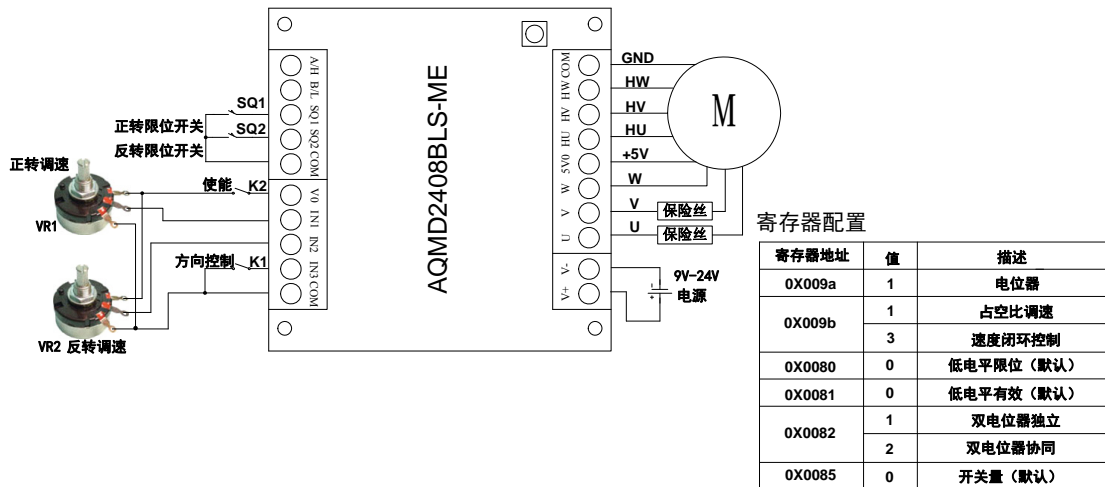 A/H
B/L
SQ1
SQ2
COM
V0
IN1
IN2
IN3
COM
AQMD2408BLS-ME
COM
HW
HV
HU
5V0
W
V
U
V-
V+
SQ1
正转限位开关
SQ2
反转限位开关
正转调速
VR1
使能 K2
方向控制 K1
VR2 反转调速
GND
HW
HV
HU
+5V
W
V 保险丝
U 保险丝
M
9V-24V
电源
寄存器配置
寄存器地址 值 描述
0X009a 1 电位器
0X009b 1 占空比调速
3 速度闭环控制
0X0080 0 低电平限位（默认）
0X0081 0 低电平有效（默认）
0X0082 1 双电位器独立
2 双电位器协同
0X0085 0 开关量（默认）